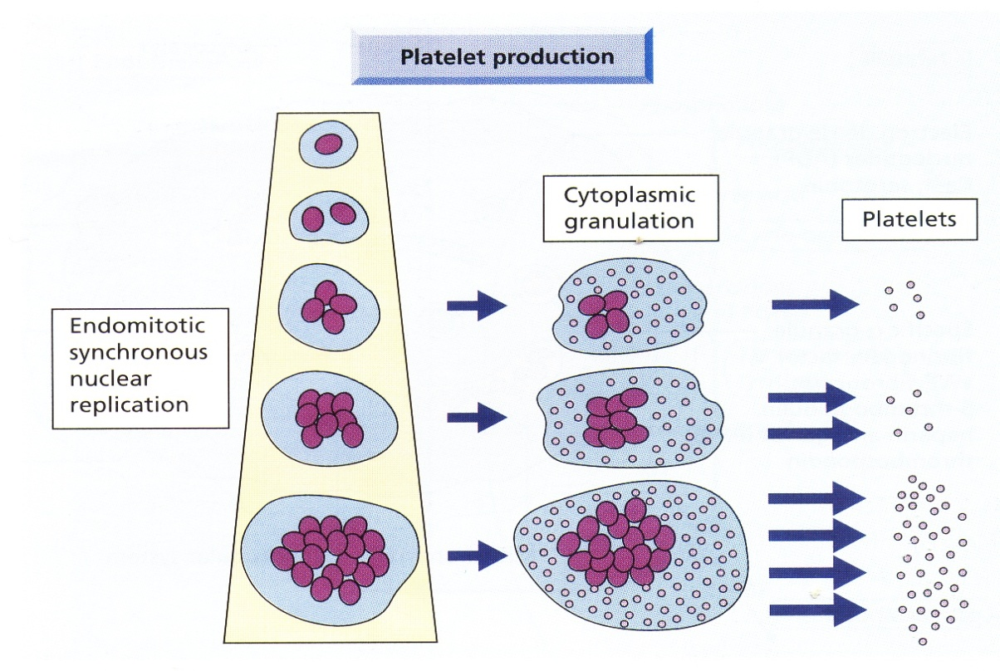 Platelet production
Cytoplasmic
granulation
Platelets
Endomitotic
synchronous
nuclear
replication